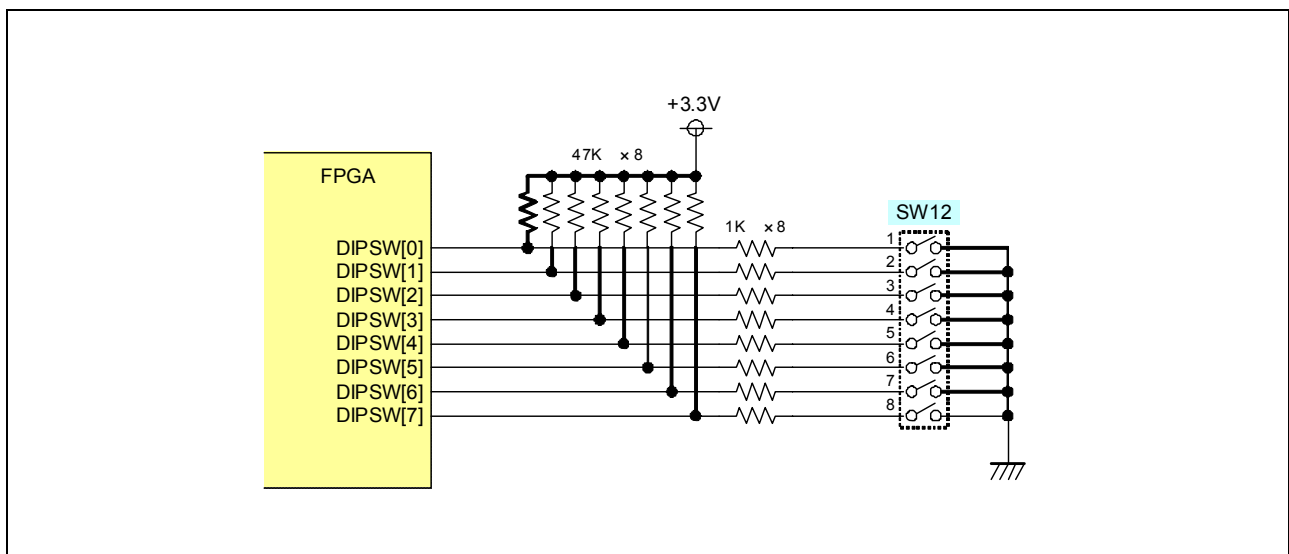 +3.3V
47K ×8
FPGA
SW12
1K ×8
DIPSW[0]
1
DIPSW[1]
2
DIPSW[2]
3
DIPSW[3]
4
DIPSW[4]
5
DIPSW[5]
6
DIPSW[6]
7
DIPSW[7]
8